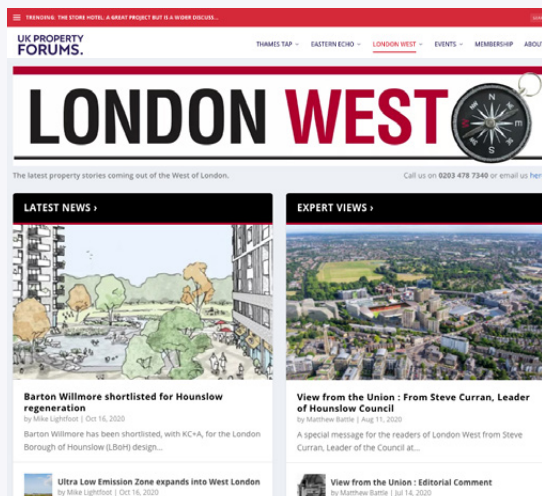 TRENDING: THE STORE HOTEL: A GREAT PROJECT BUT IS A WIDER DISCUSS...
UK PROPERTY
FORUMS.
THAMES TAP EASTERN ECHO LONDON WEST EVENTS MEMBERSHIP ABOU
LONDON WEST
N
E
S
W
The latest property stories coming out of the West of London.
Call us on 0203 478 7340 or email us her
LATEST NEWS ›
Barton Willmore shortlisted for Hounslow
regeneration
by Mike Lightfoot | Oct 16, 2020
Barton Willmore has been shortlisted, with KC+A, for the London
Borough of Hounslow (LBoH) design...
Ultra Low Emission Zone expands into West London
by Mike Lightfoot | Oct 16, 2020
EXPERT VIEWS ›
View from the Union : From Steve Curran, Leader
of Hounslow Council
by Matthew Battle | Aug 11, 2020
A special message for the readers of London West from Steve
Curran, Leader of the Council at...
View from the Union : Editorial Comment
by Matthew Battle | Jul 14, 2020